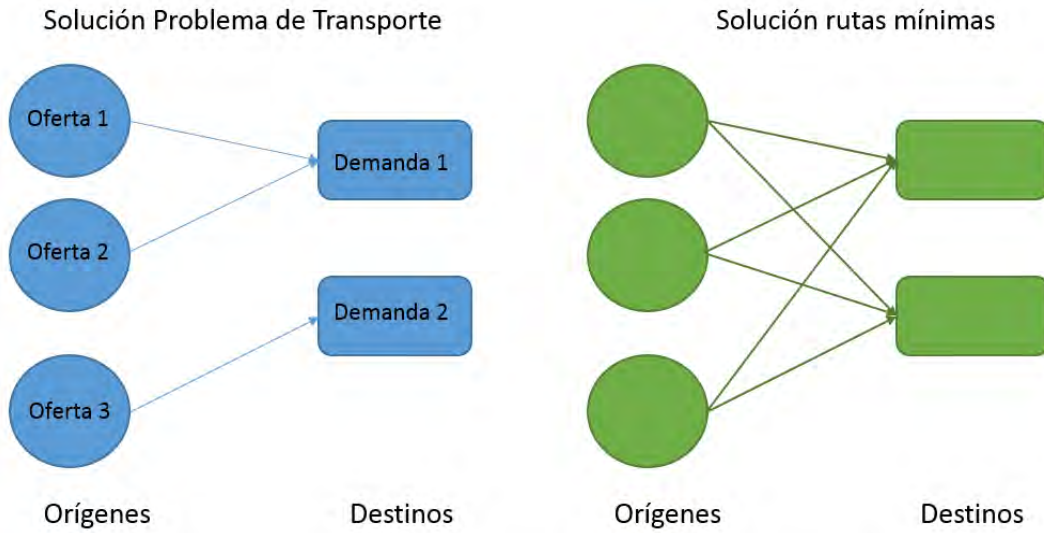 Solución Problema de Transporte
Solución rutas mínimas
Oferta 1
Demanda 1
Oferta 2
Demanda 2
Oferta 3
Orígenes
Destinos
Orígenes
Destinos